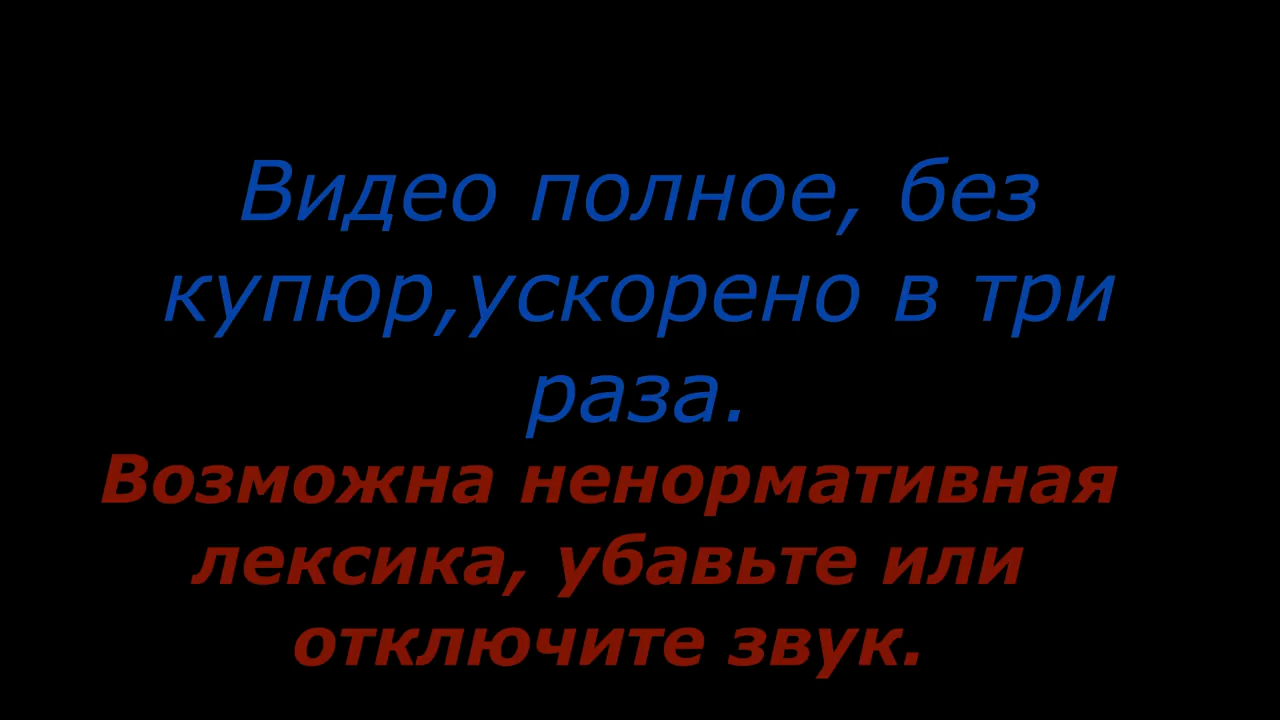 Видео полное, без
купюр,ускорено в три
раза.
Возможна ненормативная
лексика, убавьте или
отключите звук.